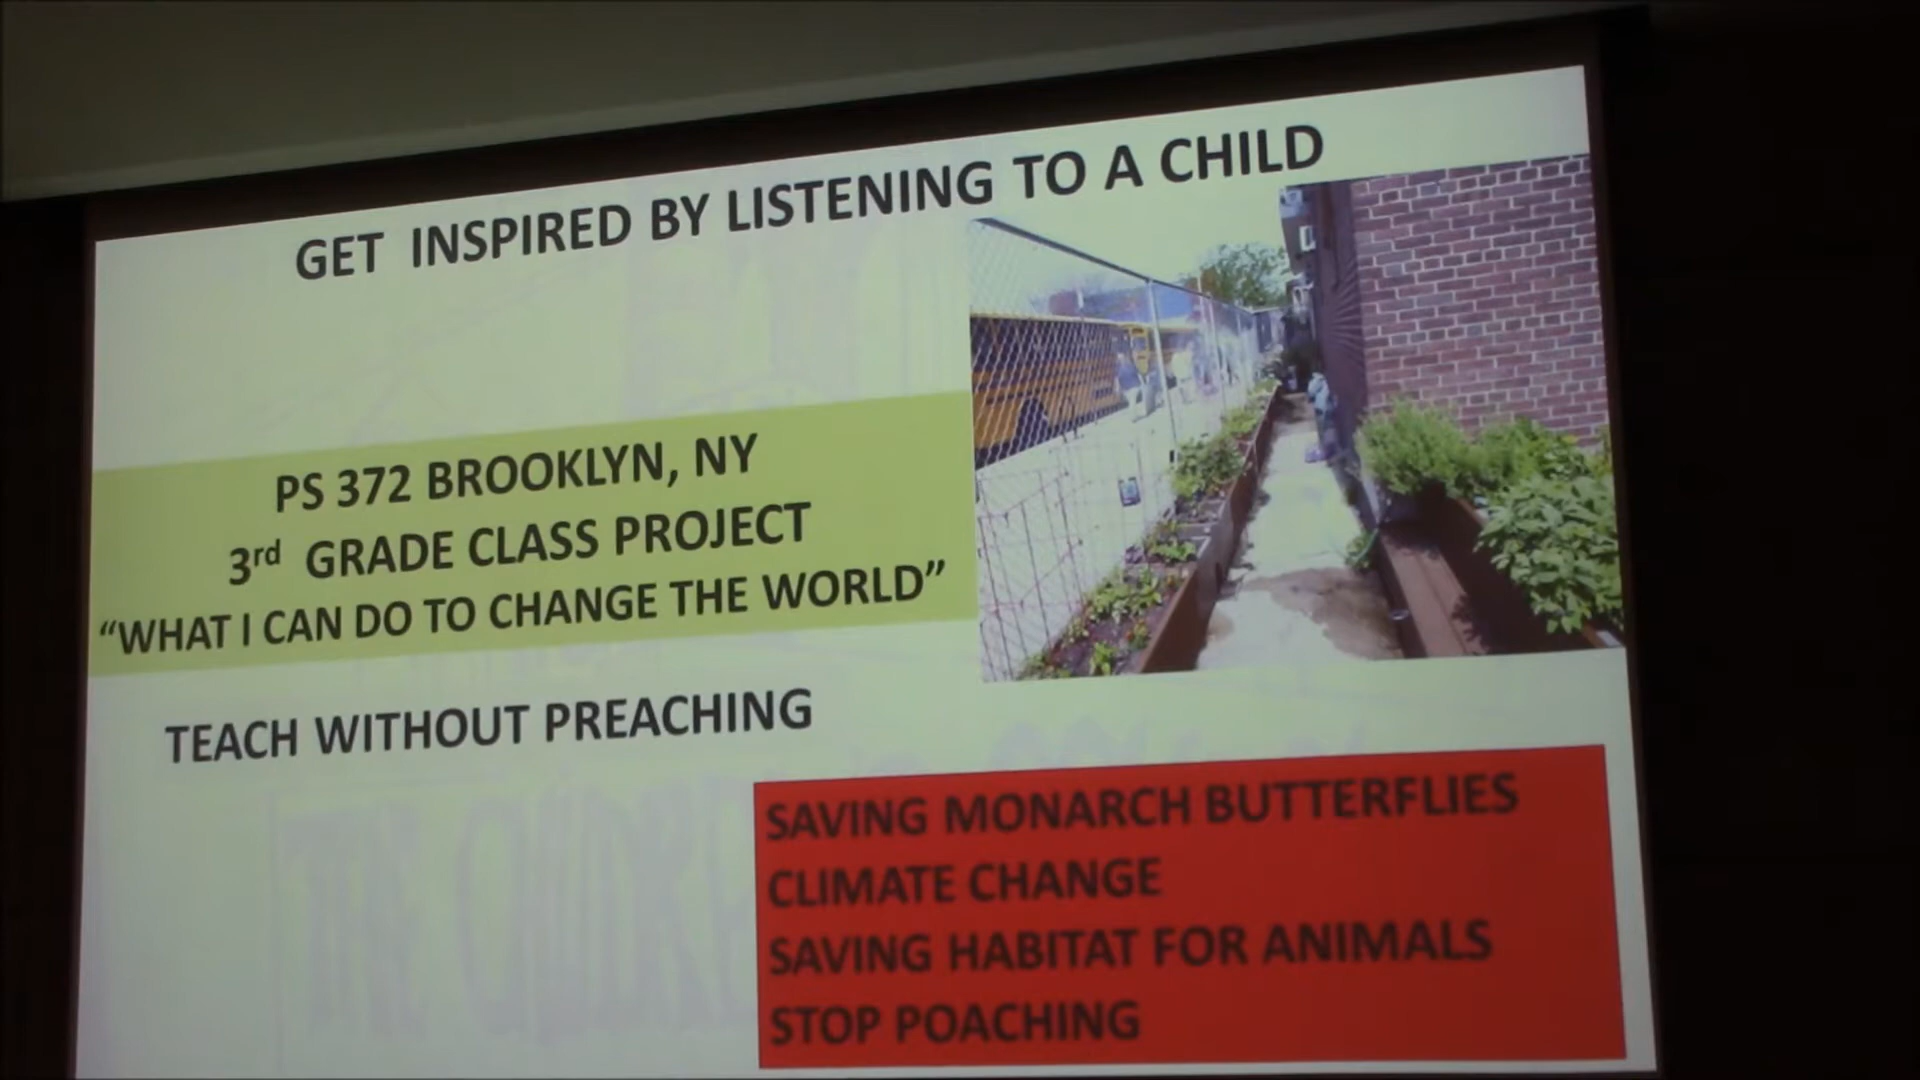 GET INSPIRED BY LISTENING TO A CHILD
PS 372 BROOKLYN, NY
3rd GRADE CLASS PROJECT
“WHAT I CAN DO TO CHANGE THE WORLD”
TEACH WITHOUT PREACHING
SAVING MONARCH BUTTERFLIES
CLIMATE CHANGE
SAVING HABITAT FOR ANIMALS
STOP POACHING